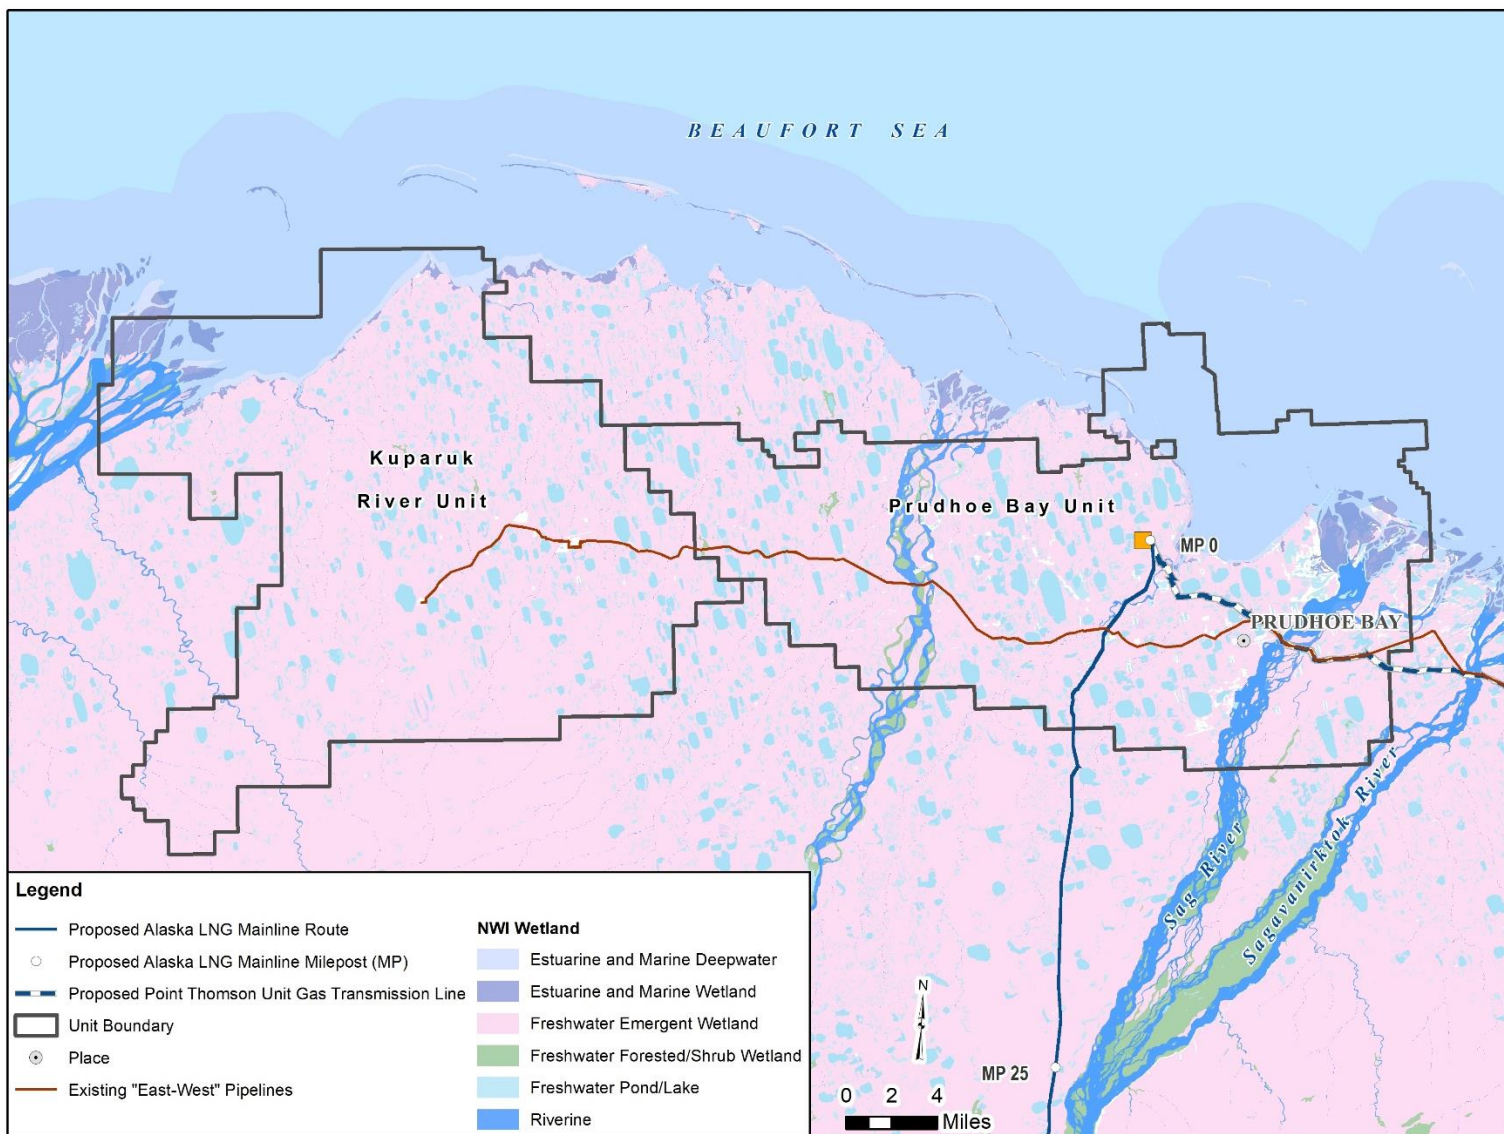 BEAUFORT SEA
Kuparuk
River Unit
Prudhoe Bay Unit
MP 0
PRUDHOE BAY
Sag River
Sagavanirktok River
MP 25
N
0 2 4
Miles
Legend
Proposed Alaska LNG Mainline Route
Proposed Alaska LNG Mainline Milepost (MP)
Proposed Point Thomson Unit Gas Transmission Line
Unit Boundary
Place
Existing "East-West" Pipelines
NWI Wetland
Estuarine and Marine Deepwater
Estuarine and Marine Wetland
Freshwater Emergent Wetland
Freshwater Forested/Shrub Wetland
Freshwater Pond/Lake
Riverine